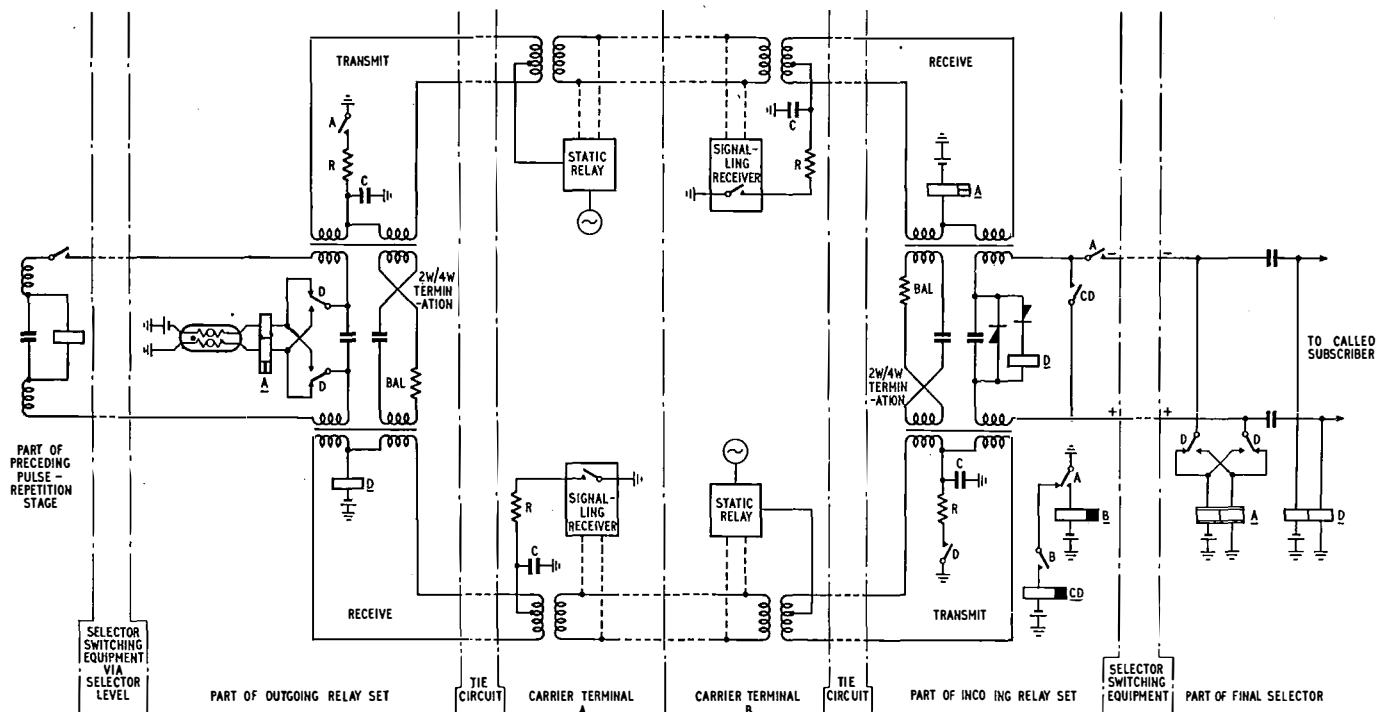 TRANSMIT
RECEIVE
A
R
C
STATIC
RELAY
SIGNAL-
LING
RECEIVER
C
R
A
2W/4W
TERMIN
-ATION
D
D
A
BAL
BAL
2W/4W
TERMIN
-ATION
D
A
CD
-
-
TO CALLED
SUBSCRIBER
+
+
PART OF
PRECEDING
PULSE -
REPETITION
STAGE
D
R
C
SIGNAL-
LING
RECEIVER
STATIC
RELAY
C
R
D
A
B
B
CD
D
D
A
D
RECEIVE
TRANSMIT
SELECTOR
SWITCHING
EQUIPMENT
VIA
SELECTOR
LEVEL
PART OF OUTGOING RELAY SET
TIE
CIRCUIT
CARRIER TERMINAL
A
CARRIER TERMINAL
B
TIE
CIRCUIT
PART OF INCO ING RELAY SET
SELECTOR
SWITCHING
EQUIPMENT
PART OF FINAL SELECTOR